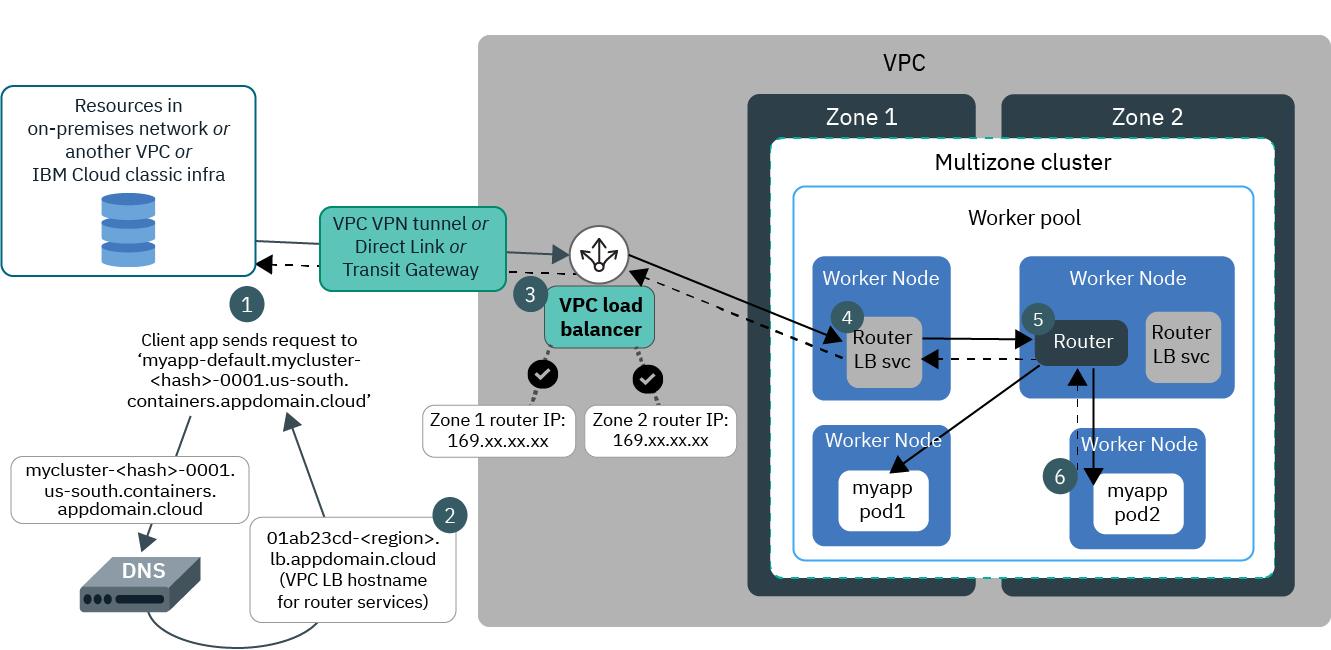 VPC
Zone 1
Zone 2
Multizone cluster
Worker pool
Resources in
on-premises network or
another VPC or
IBM Cloud classic infra
VPC VPN tunnel or
Direct Link or
Transit Gateway
1
Client app sends request to
‘myapp-default.mycluster-
<hash>-0001.us-south.
containers.appdomain.cloud’
mycluster-<hash>-0001.
us-south.containers.
appdomain.cloud
DNS
2
01ab23cd-<region>.
lb.appdomain.cloud
(VPC LB hostname
for router services)
3
VPC load
balancer
Zone 1 router IP:
169.xx.xx.xx
Zone 2 router IP:
169.xx.xx.xx
Worker Node
4
Router
LB svc
Worker Node
5
Router
Router
LB svc
Worker Node
myapp
pod1
Worker Node
6
myapp
pod2